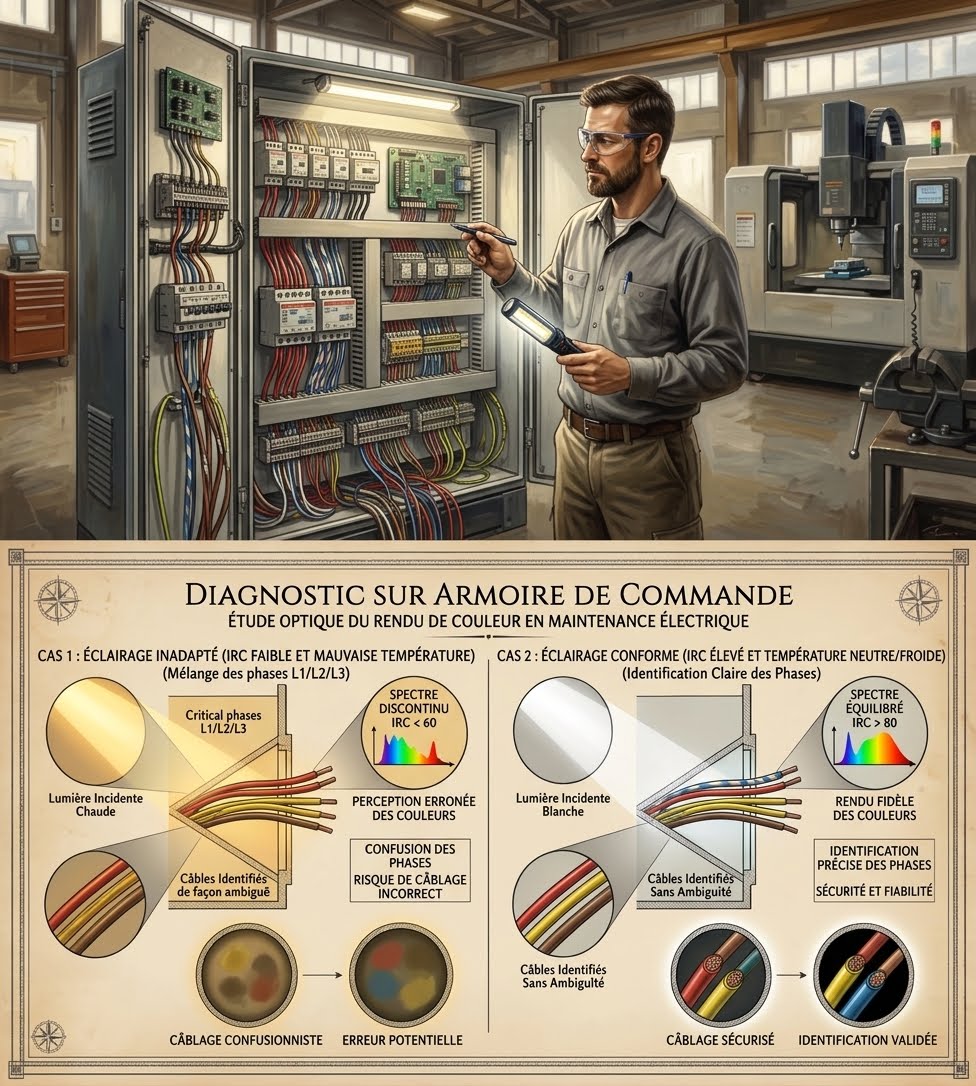 DIAGNOSTIC SUR ARMOIRE DE COMMANDE
ÉTUDE OPTIQUE DU RENDU DE COULEUR EN MAINTENANCE ÉLECTRIQUE
CAS 1 : ÉCLAIRAGE INADAPTÉ (IRC FAIBLE ET MAUVAISE TEMPÉRATURE)
(Mélange des phases L1/L2/L3)
Critical phases
L1/L2/L3
SPECTRE
DISCONTINU
IRC < 60
Lumière Incidente
Chaude
PERCEPTION ERRONÉE
DES COULEURS
CONFUSION DES
PHASES
RISQUE DE CÂBLAGE
INCORRECT
Câbles Identifiés
de façon ambiguë
CÂBLAGE CONFUSIONNISTE
ERREUR POTENTIELLE
CAS 2 : ÉCLAIRAGE CONFORME (IRC ÉLEVÉ ET TEMPÉRATURE NEUTRE/FROIDE)
(Identification Claire des Phases)
SPECTRE
ÉQUILIBRÉ
IRC > 80
Lumière Incidente
Blanche
RENDU FIDÈLE
DES COULEURS
IDENTIFICATION
PRÉCISE DES PHASES
SÉCURITÉ ET FIABILITÉ
Câbles Identifiés
Sans Ambiguité
Câbles Identifiés
Sans Ambiguïté
CÂBLAGE SÉCURISÉ
IDENTIFICATION VALIDÉE